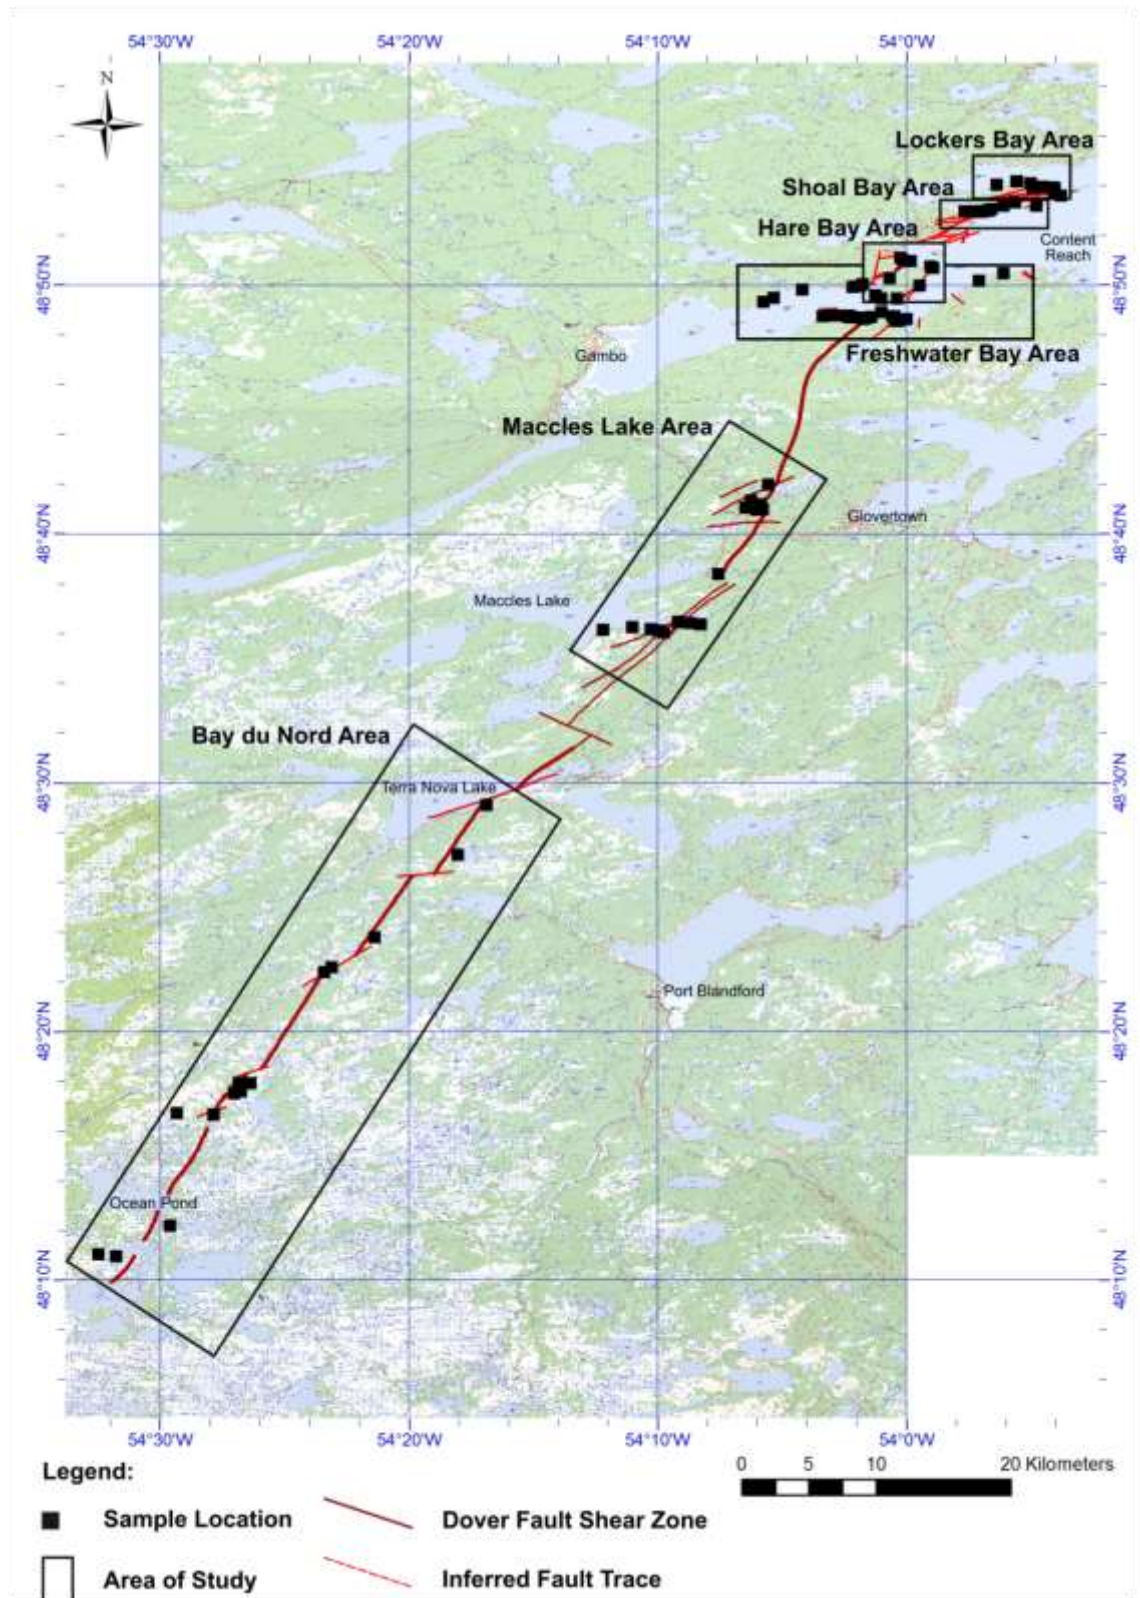 54°30'W 54°20'W 54°10'W 54°0'W
N
Lockers Bay Area
Shoal Bay Area
Hare Bay Area
Content
Reach
48°50'N 48°50'N
Freshwater Bay Area
Gambo
Maccles Lake Area
Glovertown
48°40'N 48°40'N
Maccles Lake
Bay du Nord Area
48°30'N 48°30'N
Terra Nova Lake
Port Blandford
48°20'N 48°20'N
Ocean Pond
48°10'N 48°10'N
54°30'W 54°20'W 54°10'W 54°0'W
Legend:
0 5 10 20 Kilometers
Sample Location
Dover Fault Shear Zone
Area of Study
Inferred Fault Trace